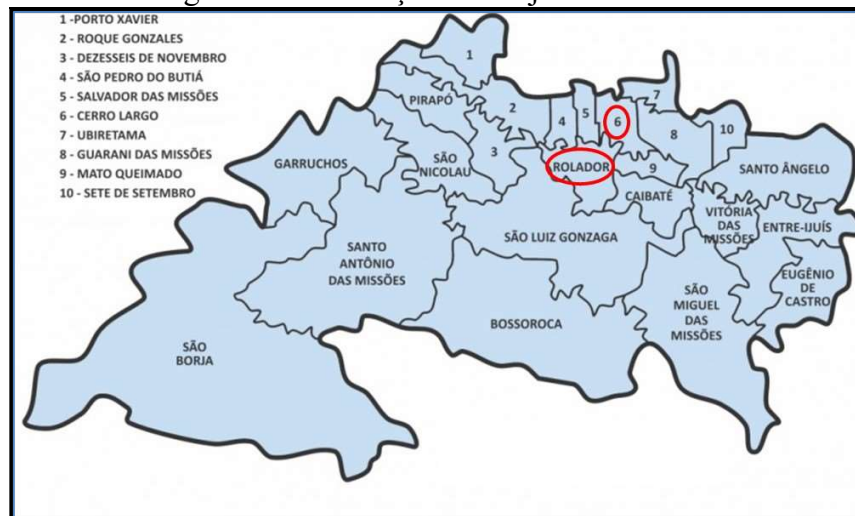 1 -PORTO XAVIER
2 - ROQUE GONZALES
3 - DEZESSEIS DE NOVEMBRO
4 - SÃO PEDRO DO BUTIÁ
5 - SALVADOR DAS MISSÕES
6 - CERRO LARGO
7 - UBIRETAMA
8 - GUARANI DAS MISSÕES
9 - MATO QUEIMADO
10 - SETE DE SETEMBRO
1
PIRAPÓ
2
4
5
6
7
8
10
GARRUCHOS
SÃO
NICOLAU
3
ROLADOR
9
SANTO ÂNGELO
CAIBATÉ
VITÓRIA
DAS
MISSÕES
ENTRE-IJUÍS
SÃO LUIZ GONZAGA
SANTO
ANTÔNIO
DAS MISSÕES
EUGÊNIO
DE
CASTRO
SÃO
MIGUEL
DAS
MISSÕES
BOSSOROCA
SÃO
BORJA